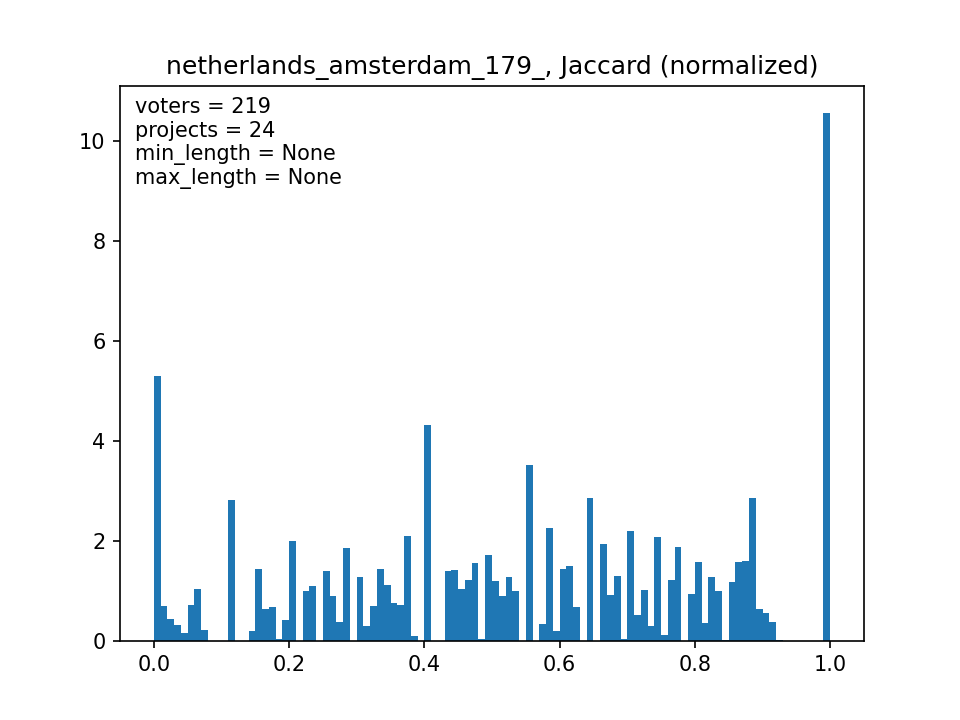 netherlands_amsterdam_179_, Jaccard (normalized)
voters = 219
projects = 24
min_length = None
max_length = None
10
8
6
4
2
0
0.0 0.2 0.4 0.6 0.8 1.0